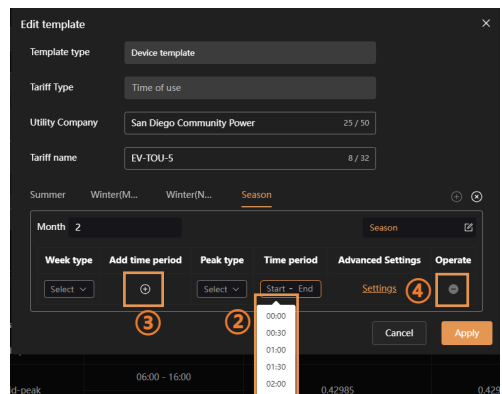 Edit template
Template type Device template
Tariff Type Time of use
Utility Company San Diego Community Power 25 / 50
Tariff name EV-TOU-5 8 / 32
Summer Winter(M... Winter(N... Season
Month 2 Season
Week type Add time period Peak type Time period Advanced Settings Operate
Select Select Start - End Settings ④
③ ② 00:00
00:30
Cancel Apply
01:00
01:30
06:00 - 16:00
02:00
d-peak 0.42985 0.429